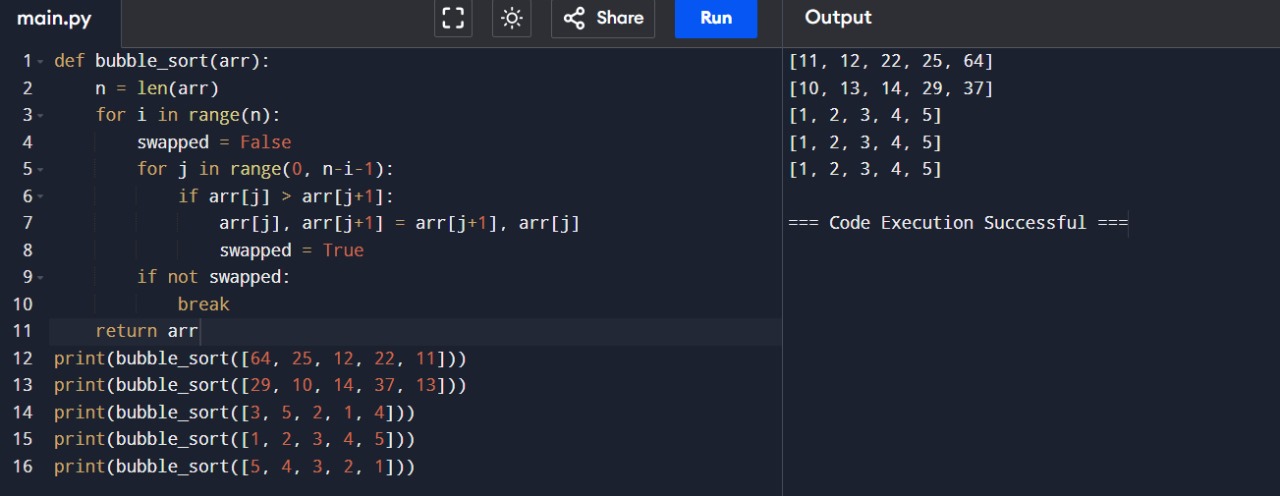 main.py
Share
Run
Output
1 def bubble_sort(arr):
2     n = len(arr)
3     for i in range(n):
4         swapped = False
5         for j in range(0, n-i-1):
6             if arr[j] > arr[j+1]:
7                 arr[j], arr[j+1] = arr[j+1], arr[j]
8                 swapped = True
9         if not swapped:
10             break
11     return arr
12 print(bubble_sort([64, 25, 12, 22, 11]))
13 print(bubble_sort([29, 10, 14, 37, 13]))
14 print(bubble_sort([3, 5, 2, 1, 4]))
15 print(bubble_sort([1, 2, 3, 4, 5]))
16 print(bubble_sort([5, 4, 3, 2, 1]))
[11, 12, 22, 25, 64]
[10, 13, 14, 29, 37]
[1, 2, 3, 4, 5]
[1, 2, 3, 4, 5]
[1, 2, 3, 4, 5]
=== Code Execution Successful ===